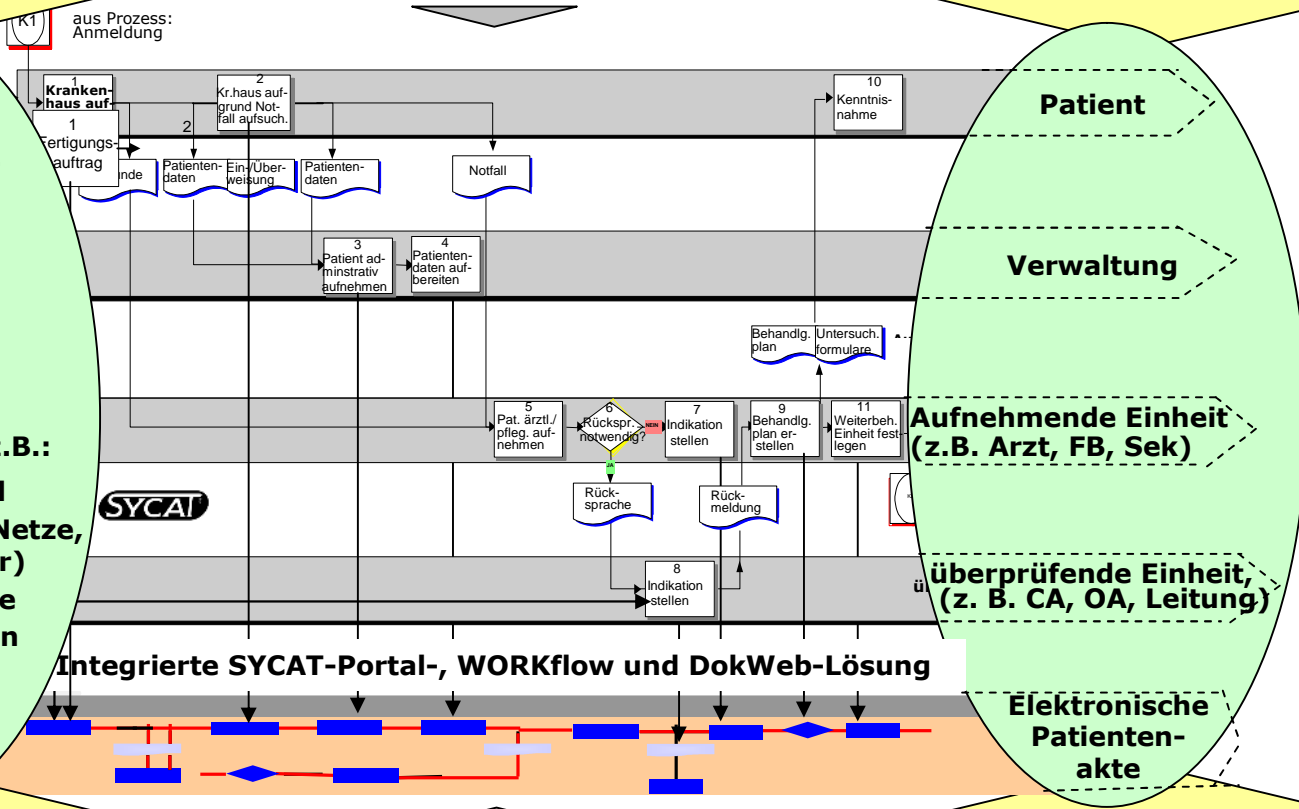 K1
aus Prozess:
Anmeldung
1
Kranken-
haus auf-
1
Fertigungs-
auftrag
2
2
Kr.haus auf-
grund Not-
fall aufsuch.
10
Kenntnis-
nahme
Patient
nde
Patienten-
daten
Ein-/Über-
weisung
Patienten-
daten
Notfall
3
Patient ad-
minstrativ
aufnehmen
4
Patienten-
daten auf-
bereiten
Verwaltung
Behandlg.
plan
Untersuch.
formulare
5
Pat. ärztl./
pfleg. auf-
nehmen
6
Rückspr.
notwendig?
NEIN
JA
7
Indikation
stellen
9
Behandlg.
plan er-
stellen
11
Weiterbeh.
Einheit fest-
legen
Aufnehmende Einheit
(z.B. Arzt, FB, Sek)
z.B.:
Netze,
r)
e
n
SYCAT
Rück-
sprache
Rück-
meldung
8
Indikation
stellen
ü
überprüfende Einheit,
(z. B. CA, OA, Leitung)
Integrierte SYCAT-Portal-, WORKflow und DokWeb-Lösung
Elektronische
Patienten-
akte